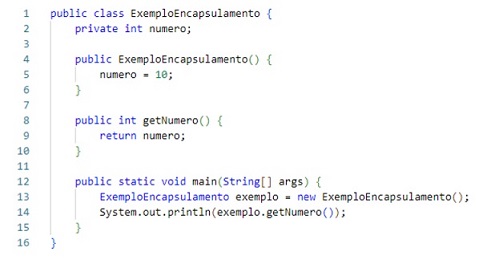 1 public class ExemploEncapsulamento {
2 private int numero;
3
4 public ExemploEncapsulamento() {
5 numero = 10;
6 }
7
8 public int getNumero() {
9 return numero;
10 }
11
12 public static void main(String[] args) {
13 ExemploEncapsulamento exemplo = new ExemploEncapsulamento();
14 System.out.println(exemplo.getNumero());
15 }
16 }